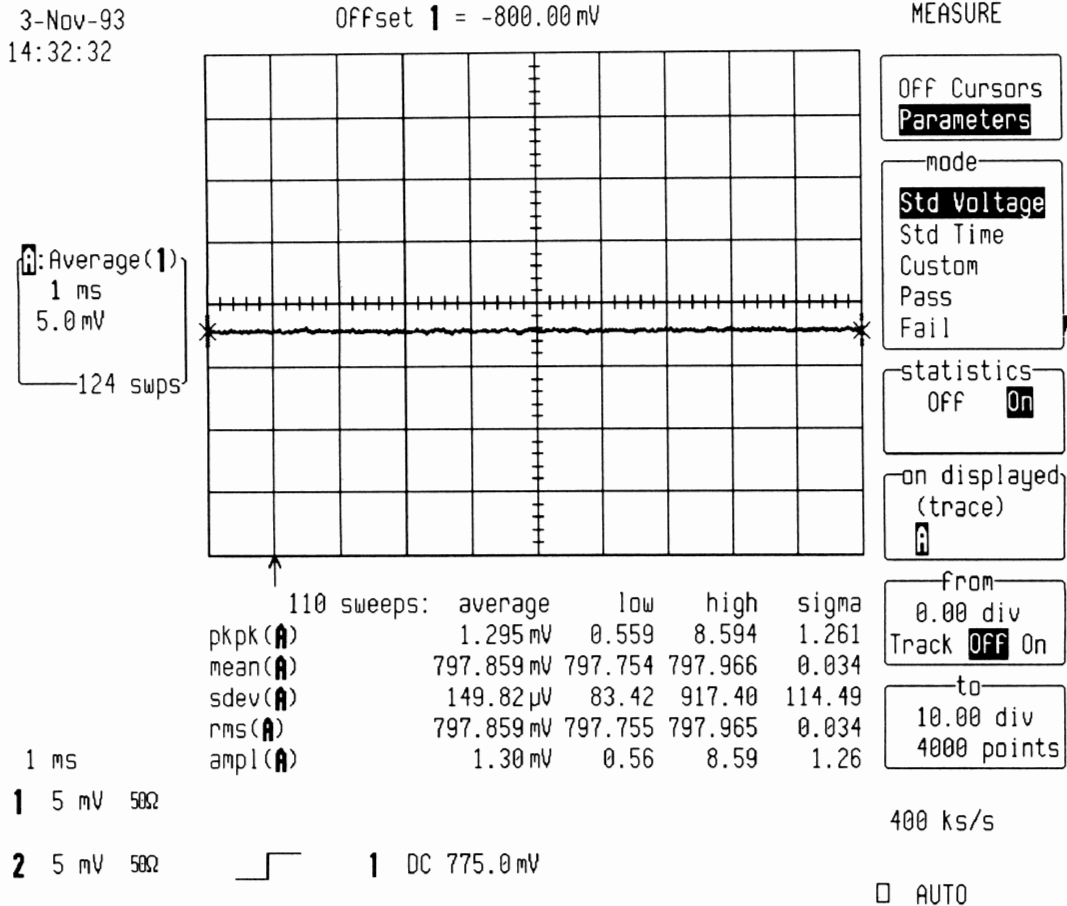 3-Nov-93
14:32:32
Offset 1 = -800.00 mV
MEASURE
Off Cursors
Parameters
mode
Std Voltage
Std Time
Custom
Pass
Fail
statistics
Off On
on displayed
(trace)
A
from
0.00 div
Track Off On
to
10.00 div
4000 points
A:Average(1)
1 ms
5.0 mV
124 swps
110 sweeps: average low high sigma
pkpk(A) 1.295 mV 0.559 8.594 1.261
mean(A) 797.859 mV 797.754 797.966 0.034
sdev(A) 149.82 µV 83.42 917.40 114.49
rms(A) 797.859 mV 797.755 797.965 0.034
ampl(A) 1.30 mV 0.56 8.59 1.26
1 ms
1 5 mV 50Ω
2 5 mV 50Ω
1 DC 775.0 mV
400 ks/s
□ AUTO